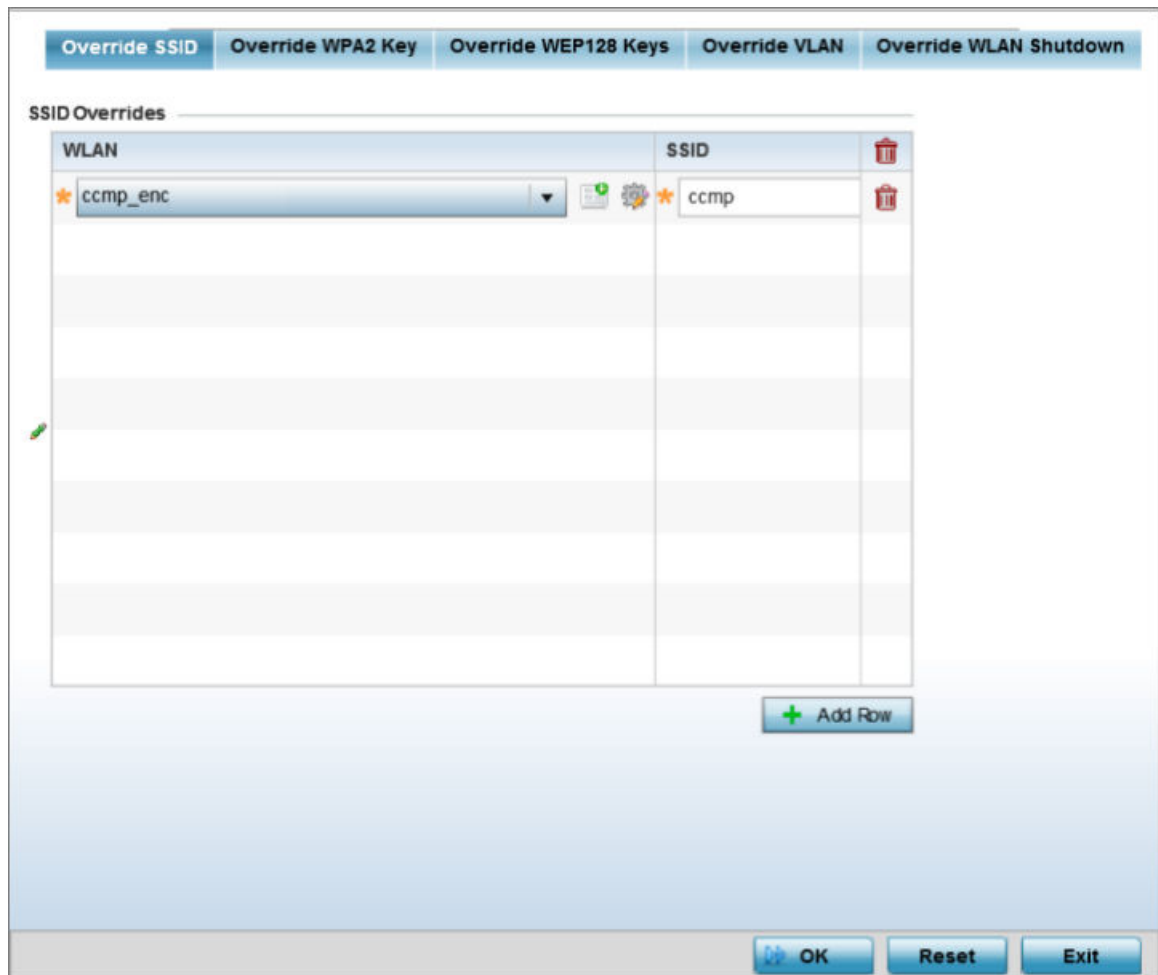 Override SSID Override WPA2 Key Override WEP128 Keys Override VLAN Override WLAN Shutdown
SSID Overrides
WLAN SSID
ccmp_enc ccmp
Add Row
OK Reset Exit